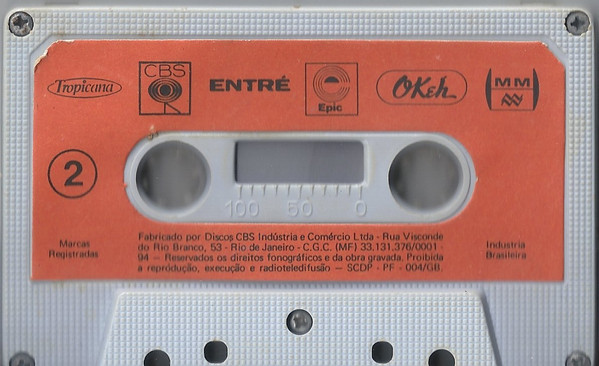 Tropicana CBS ENTRÉ Epic OKeh MM
2
100 50 0
Marcas
Registradas
Fabricado por Discos CBS Indústria e Comércio Ltda - Rua Visconde
do Rio Branco, 53 - Rio de Janeiro - C.G.C. (MF) 33.131.376/0001 -
94 — Reservados os direitos fonográficos e da obra gravada. Proibida
a repródução, execução e radioteledifusão — SCDP - PF - 004/GB.
Industria
Brasileira